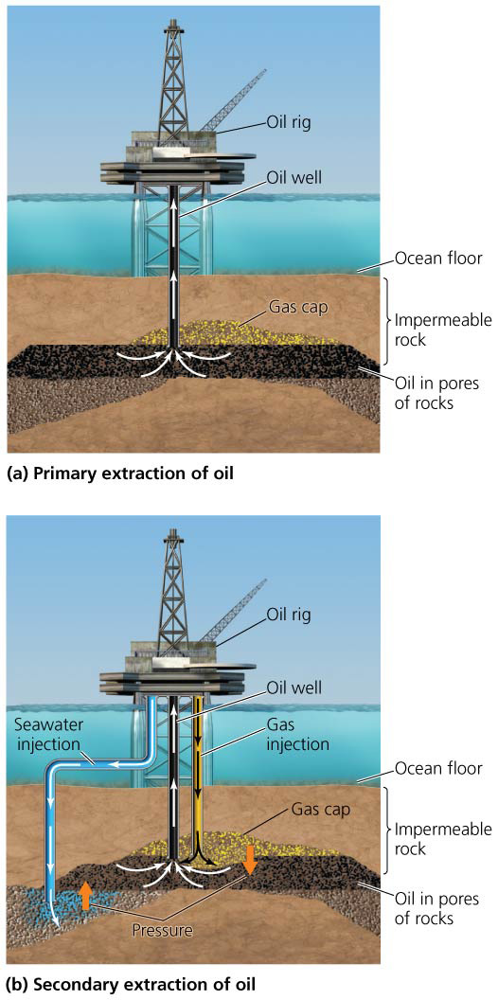 Oil rig
Oil well
Ocean floor
Gas cap
Impermeable
rock
Oil in pores
of rocks
(a) Primary extraction of oil
Oil rig
Oil well
Seawater
injection
Gas
injection
Ocean floor
Gas cap
Impermeable
rock
Oil in pores
of rocks
Pressure
(b) Secondary extraction of oil